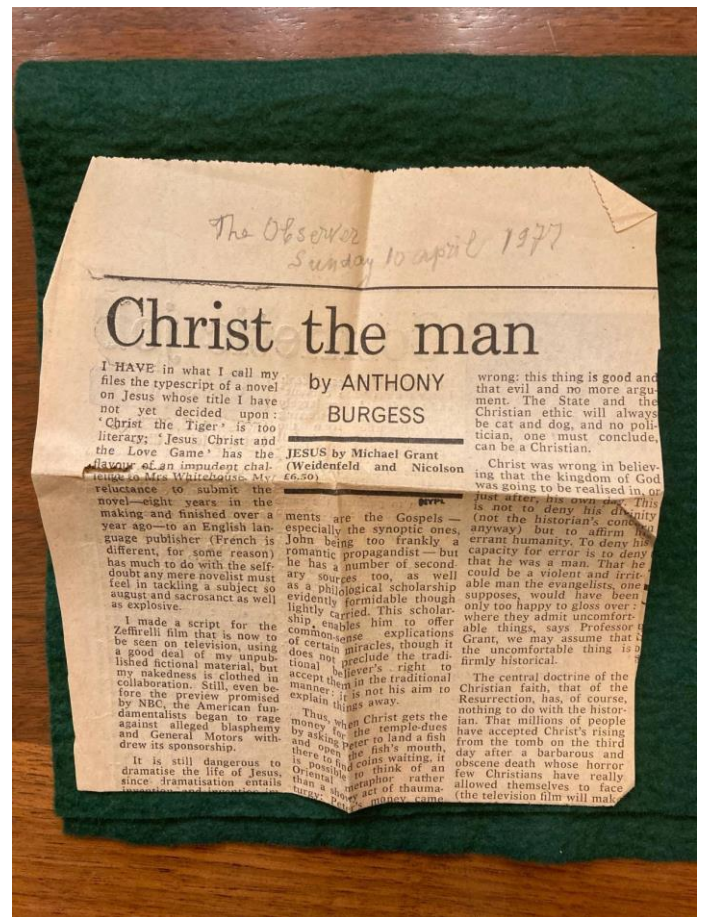 The Observer
Sunday 10 april 1977
Christ the man
by ANTHONY
BURGESS
JESUS by Michael Grant
(Weidenfeld and Nicolson
£6.50)
I HAVE in what I call my
files the typescript of a novel
on Jesus whose title I have
not yet decided upon:
‘Christ the Tiger’ is too
literary; ‘Jesus Christ and
the Love Game’ has the
flavour of an impudent chal-
lenge to Mrs Whitehouse. My
reluctance to submit the
novel—eight years in the
making and finished over a
year ago—to an English lan-
guage publisher (French is
different, for some reason)
has much to do with the self-
doubt any mere novelist must
feel in tackling a subject so
august and sacrosanct as well
as explosive.
I made a script for the
Zeffirelli film that is now to
be seen on television, using
a good deal of my unpub-
lished fictional material, but
my nakedness is clothed in
collaboration. Still, even be-
fore the preview promised
by NBC, the American fun-
damentalists began to rage
against alleged blasphemy
and General Motors with-
drew its sponsorship.
It is still dangerous to
dramatise the life of Jesus,
since dramatisation entails
invention and invention
ments are the Gospels —
especially the synoptic ones,
John being too frankly a
romantic propagandist — but
he has a number of second-
ary sources too, as well
as a philological scholarship
evidently formidable though
lightly carried. This scholar-
ship enables him to offer
common-sense explications
of certain miracles, though it
does not preclude the tradi-
tional believer's right to
accept them in the traditional
manner: it is not his aim to
explain things away.
Thus, when Christ gets the
money for the temple-dues
by asking Peter to land a fish
and open the fish's mouth,
there to find coins waiting, it
is possible to think of an
Oriental metaphor rather
than a showy act of thauma-
turgy: Peter's money came
wrong: this thing is good and
that evil and no more argu-
ment. The State and the
Christian ethic will always
be cat and dog, and no poli-
tician, one must conclude,
can be a Christian.
Christ was wrong in believ-
ing that the kingdom of God
was going to be realised in, or
just after, his own day. This
is not to deny his divinity
(not the historian's concern
anyway) but to affirm his
errant humanity. To deny his
capacity for error is to deny
that he was a man. That he
could be a violent and irrit-
able man the evangelists, one
supposes, would have been
only too happy to gloss over:
where they admit uncomfort-
able things, says Professor
Grant, we may assume that
the uncomfortable thing is
firmly historical.
The central doctrine of the
Christian faith, that of the
Resurrection, has, of course,
nothing to do with the histor-
ian. That millions of people
have accepted Christ's rising
from the tomb on the third
day after a barbarous and
obscene death whose horror
few Christians have really
allowed themselves to face
(the television film will mak